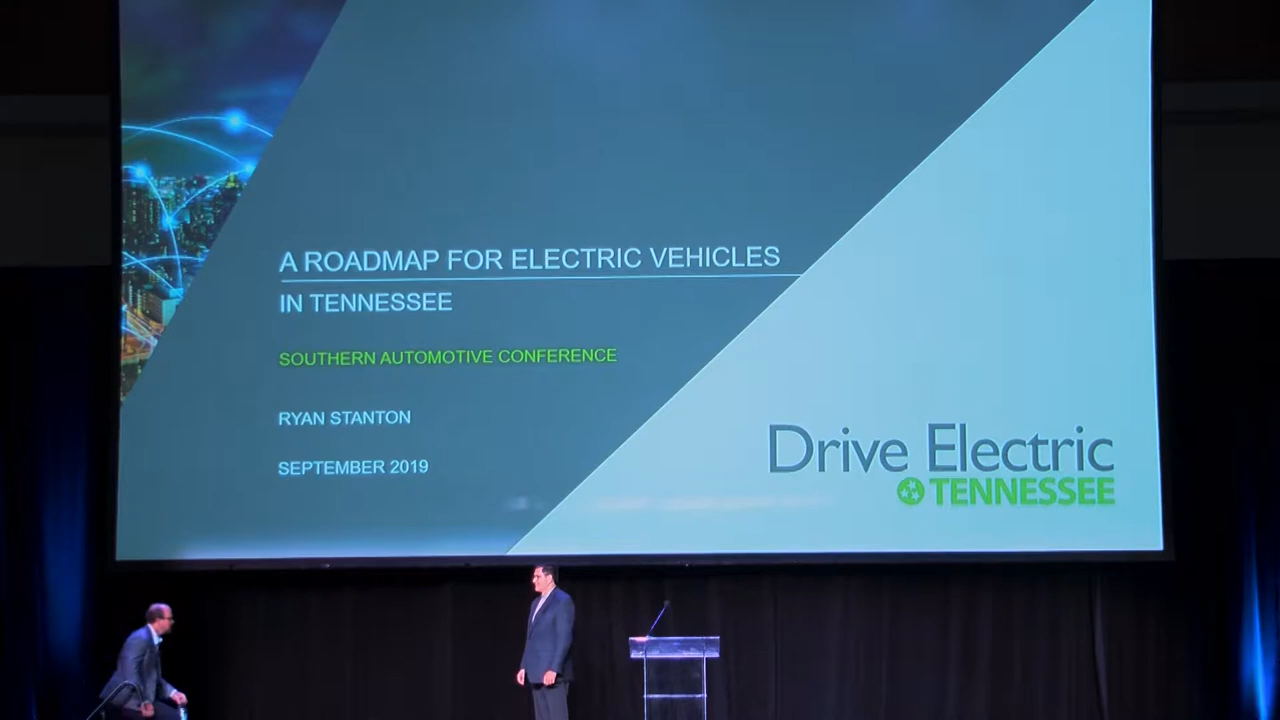 A ROADMAP FOR ELECTRIC VEHICLES
IN TENNESSEE
SOUTHERN AUTOMOTIVE CONFERENCE
RYAN STANTON
SEPTEMBER 2019
Drive Electric
TENNESSEE